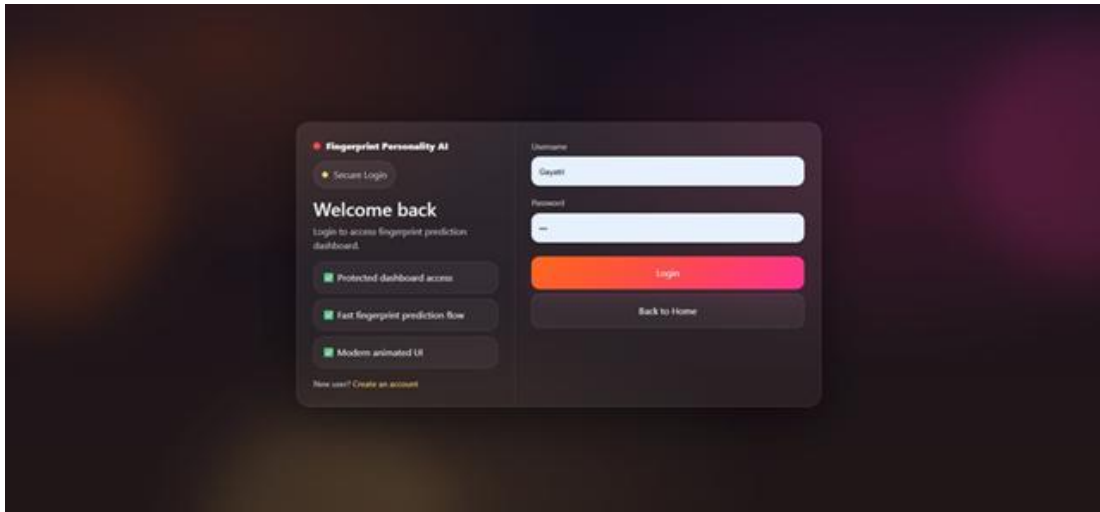 Fingerprint Personality AI
Secure Login
Welcome back
Login to access fingerprint prediction
dashboard.
Protected dashboard access
Fast fingerprint prediction flow
Modern animated UI
New user? Create an account
Username
Gayatri
Password
Login
Back to Home